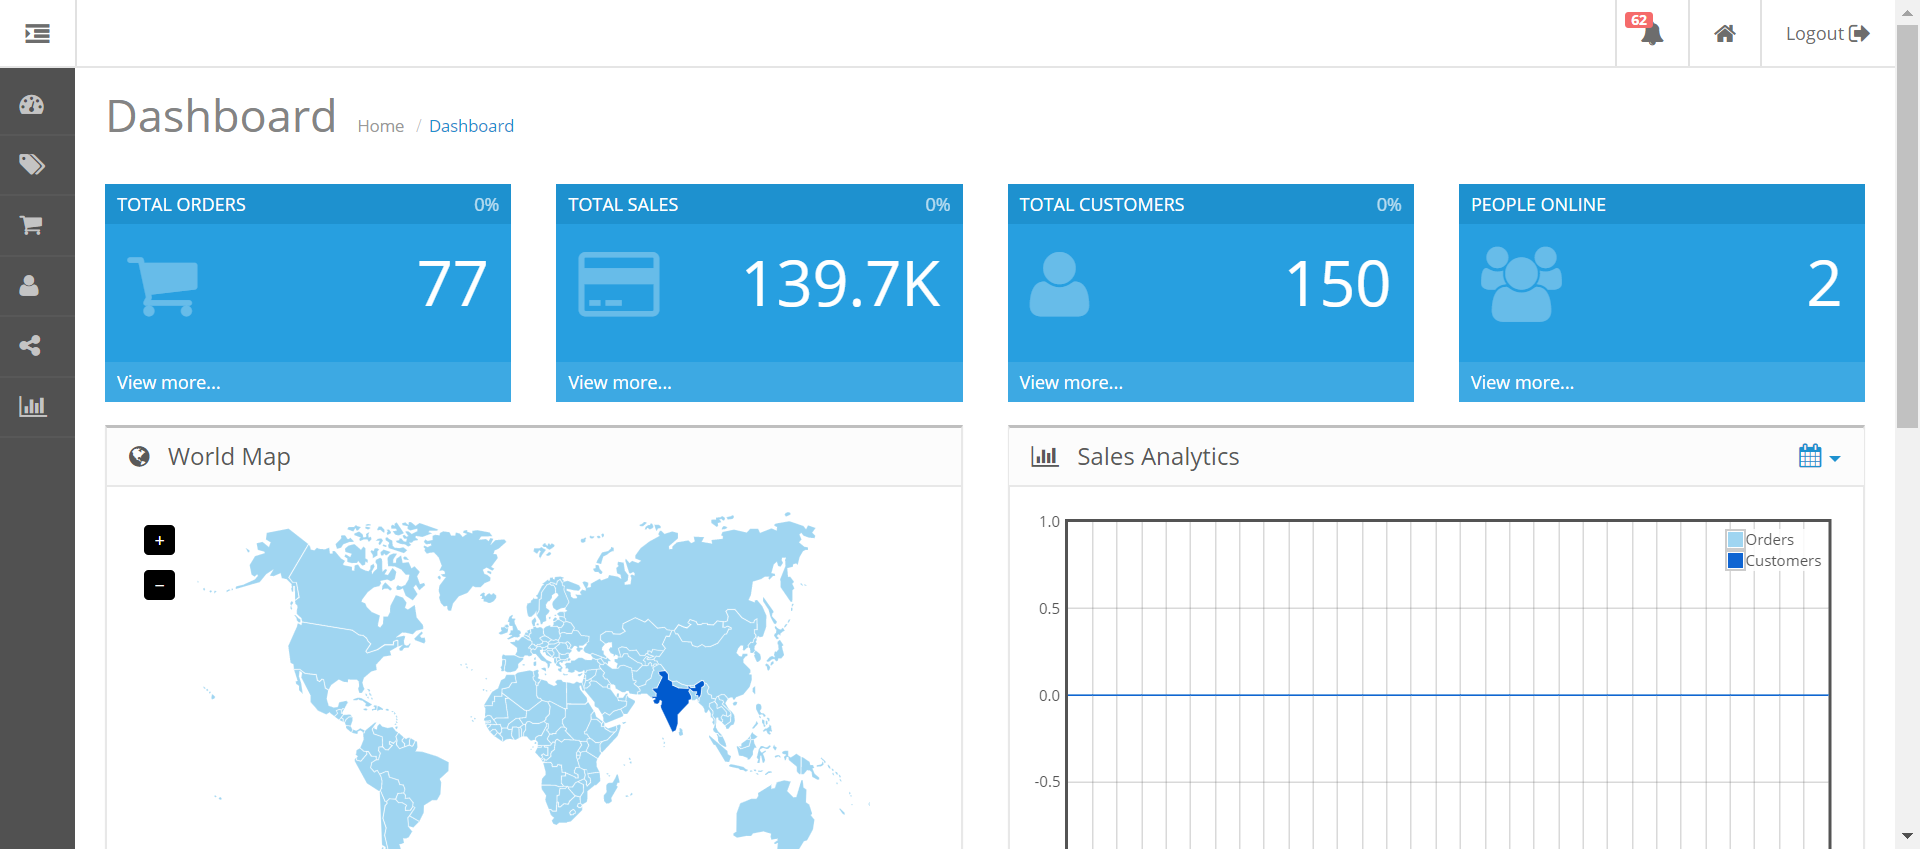 62
Logout
Dashboard
Home / Dashboard
TOTAL ORDERS 0%
77
View more...
TOTAL SALES 0%
139.7K
View more...
TOTAL CUSTOMERS 0%
150
View more...
PEOPLE ONLINE
2
View more...
World Map
+
−
Sales Analytics
1.0
0.5
0.0
-0.5
Orders
Customers